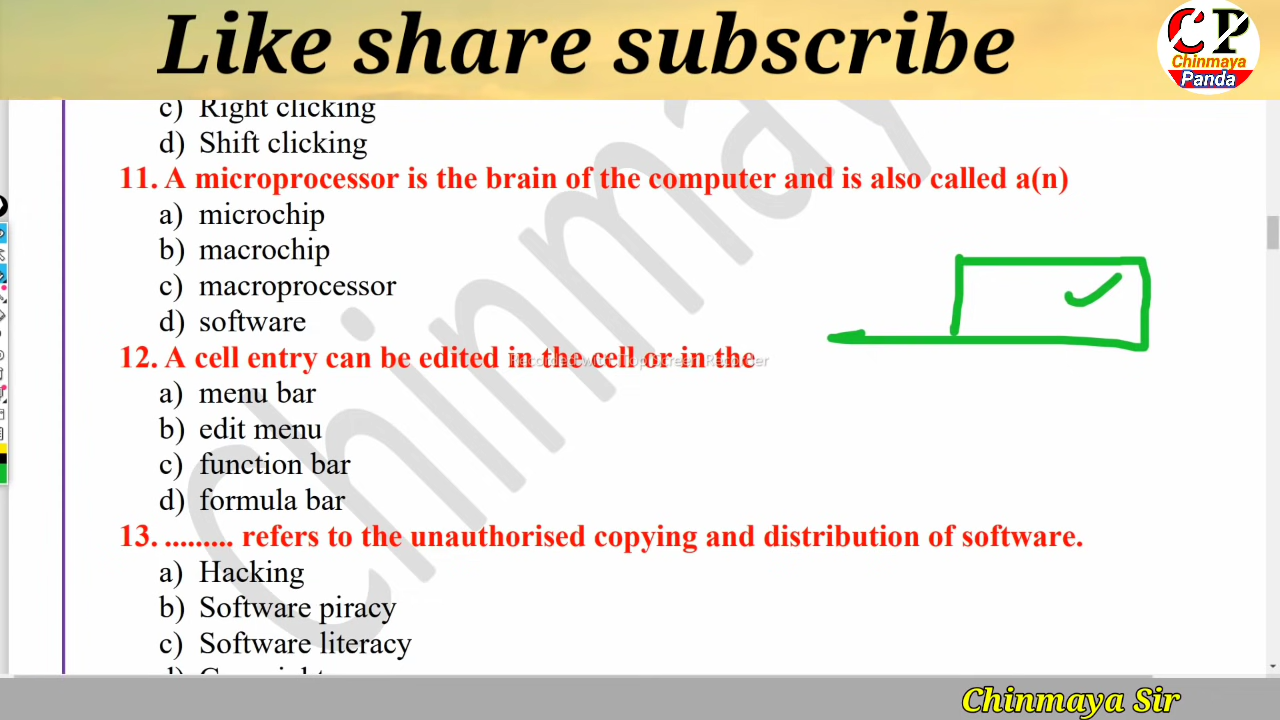 Like share subscribe
CP
Chinmaya
Panda
c) Right clicking
d) Shift clicking
11. A microprocessor is the brain of the computer and is also called a(n)
a) microchip
b) macrochip
c) macroprocessor
d) software
12. A cell entry can be edited in the cell or in the
a) menu bar
b) edit menu
c) function bar
d) formula bar
13. ......... refers to the unauthorised copying and distribution of software.
a) Hacking
b) Software piracy
c) Software literacy
Chinmay
Chinmaya Sir